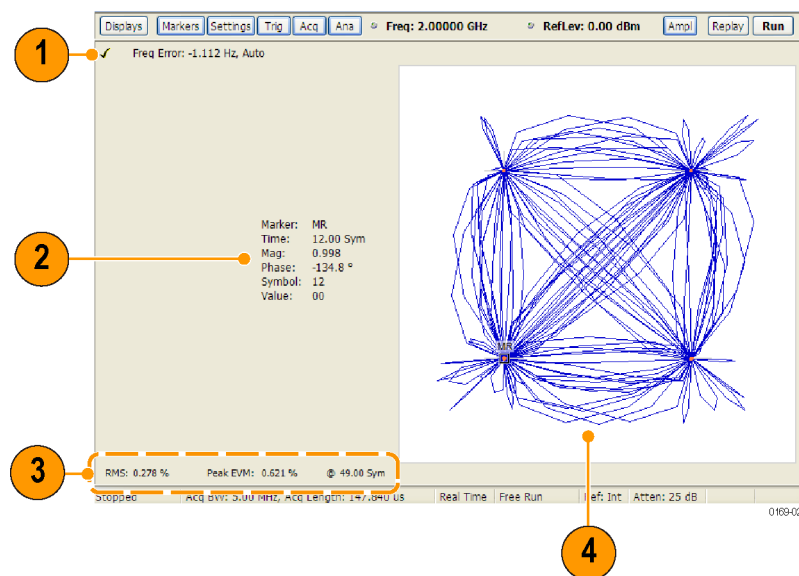 Displays Markers Settings Trig Acq Ana Freq: 2.00000 GHz RefLev: 0.00 dBm Ampl Replay Run
1
Freq Error: -1.112 Hz, Auto
2
Marker: MR
Time: 12.00 Sym
Mag: 0.998
Phase: -134.8 °
Symbol: 12
Value: 00
MR
3
RMS: 0.278 % Peak EVM: 0.621 % @ 49.00 Sym
Stopped Acq BW: 5.00 MHz, Acq Length: 147.840 us Real Time Free Run Ref: Int Atten: 25 dB
0169-02
4